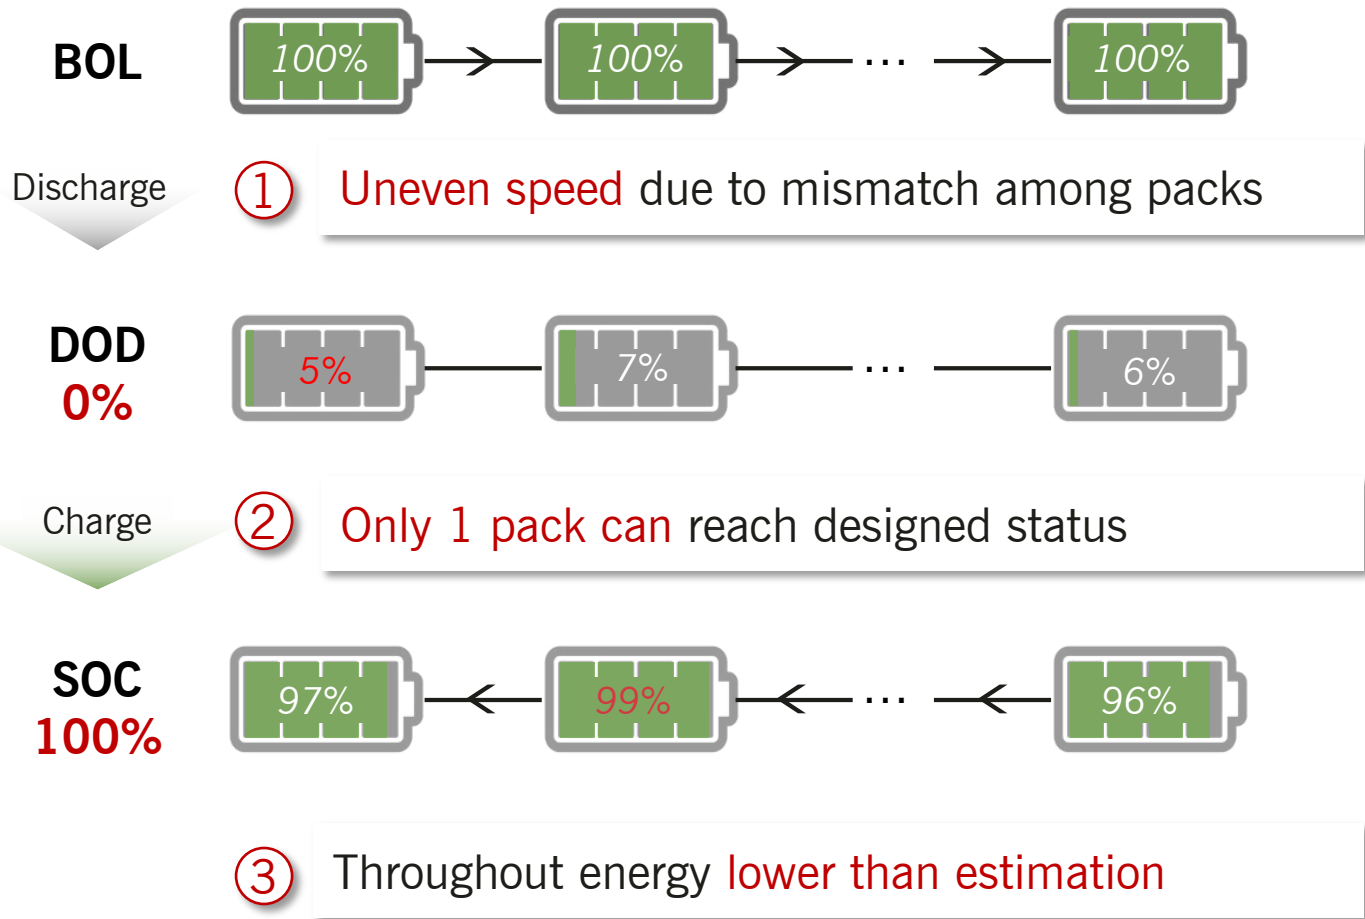 BOL 100% 100% ... 100%
Discharge ① Uneven speed due to mismatch among packs
DOD
0%
5% 7% ... 6%
Charge ② Only 1 pack can reach designed status
SOC
100%
97% 99% ... 96%
③ Throughout energy lower than estimation